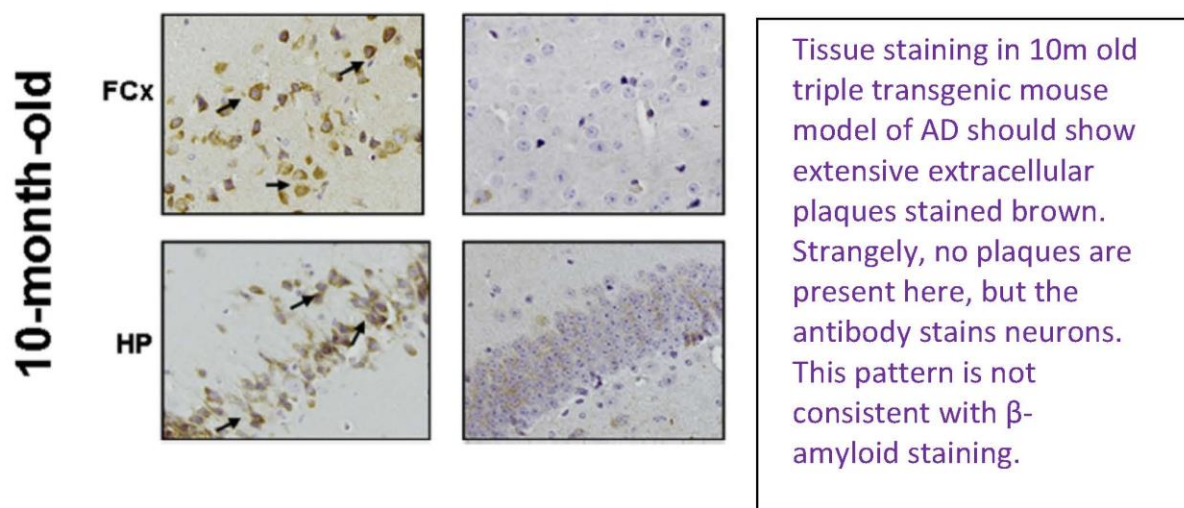 10-month-old
FCx
HP
Tissue staining in 10m old
triple transgenic mouse
model of AD should show
extensive extracellular
plaques stained brown.
Strangely, no plaques are
present here, but the
antibody stains neurons.
This pattern is not
consistent with β-
amyloid staining.